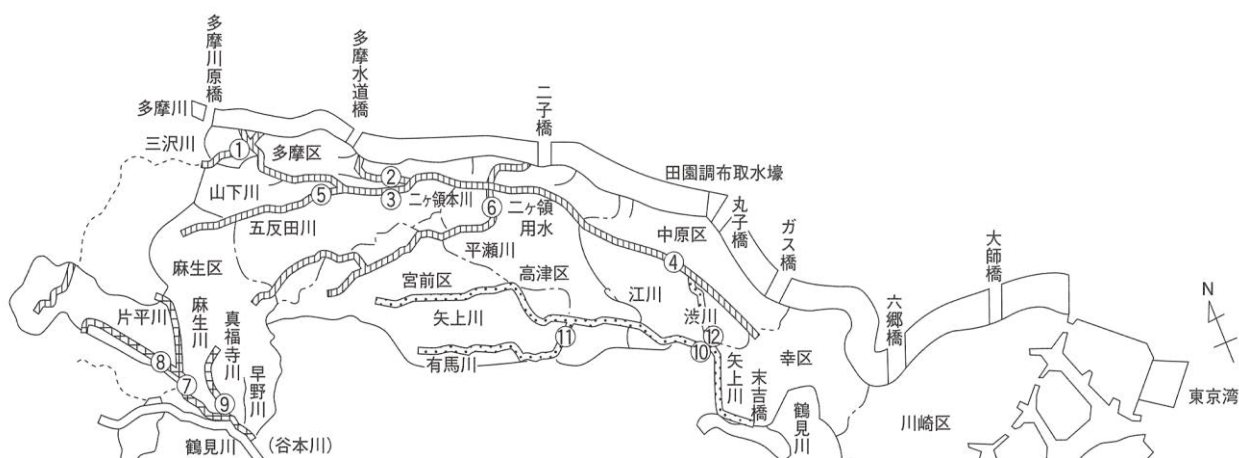 多摩川原橋
多摩水道橋
二子橋
多摩川
三沢川
①
多摩区
田園調布取水壕
丸子橋
ガス橋
大師橋
六郷橋
N
山下川
⑤
②
③
二ヶ領本川
⑥
二ヶ領
用水
中原区
五反田川
平瀬川
④
麻生区
宮前区
高津区
江川
渋川
片平川
麻生川
真福寺川
矢上川
⑪
⑫
⑩
有馬川
矢上川
幸区
⑧
⑦
⑨
早野川
末吉橋
鶴見川
川崎区
東京湾
鶴見川
(谷本川)